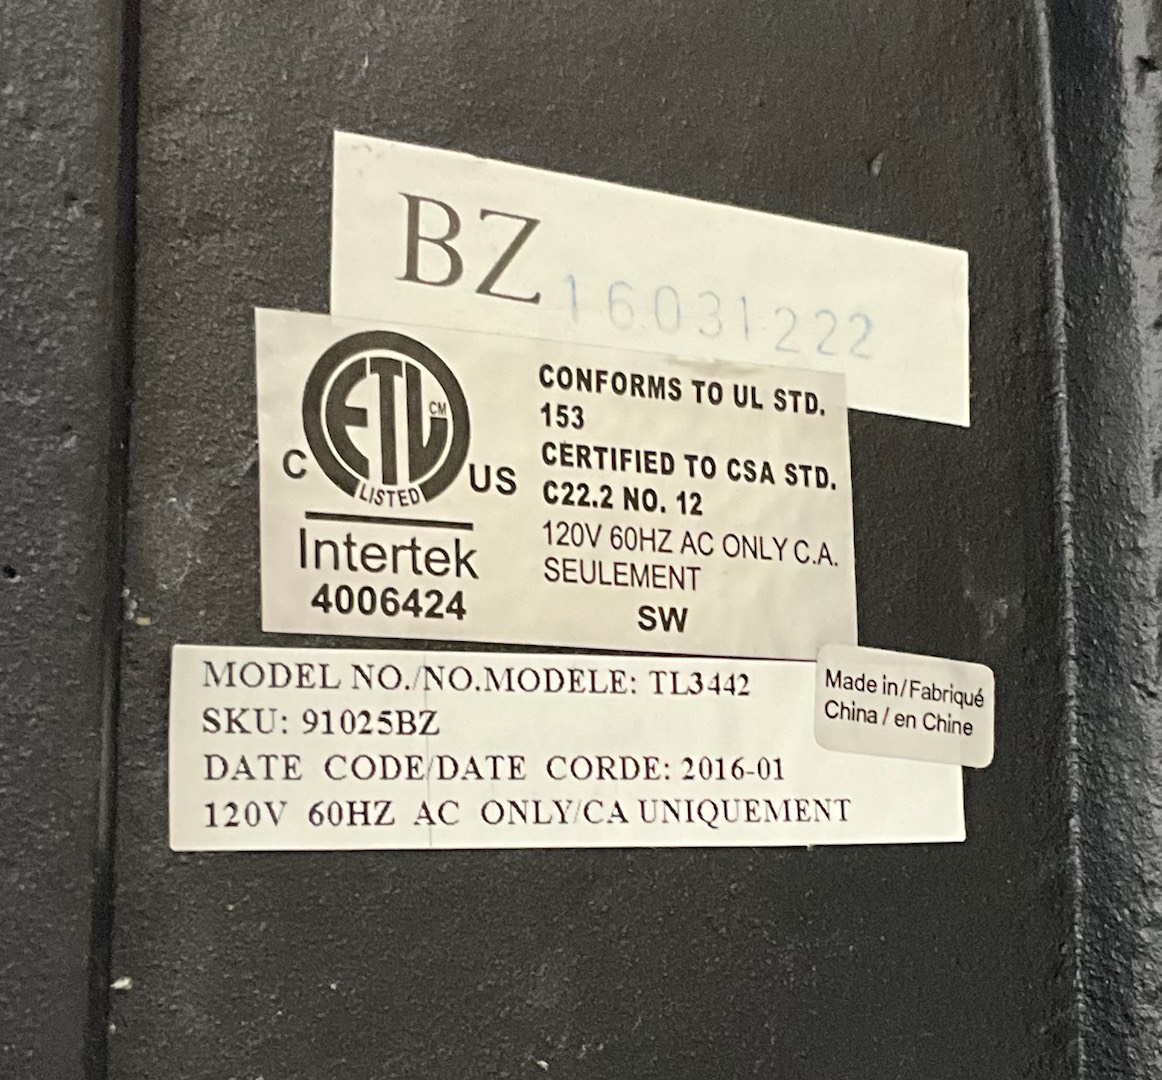 BZ 16031222
ETL CM
C US
LISTED
Intertek
4006424
CONFORMS TO UL STD.
153
CERTIFIED TO CSA STD.
C22.2 NO. 12
120V 60HZ AC ONLY C.A.
SEULEMENT
SW
MODEL NO./NO.MODELE: TL3442
SKU: 91025BZ
DATE CODE/DATE CORDE: 2016-01
120V 60HZ AC ONLY/CA UNIQUEMENT
Made in/Fabriqué
China / en Chine